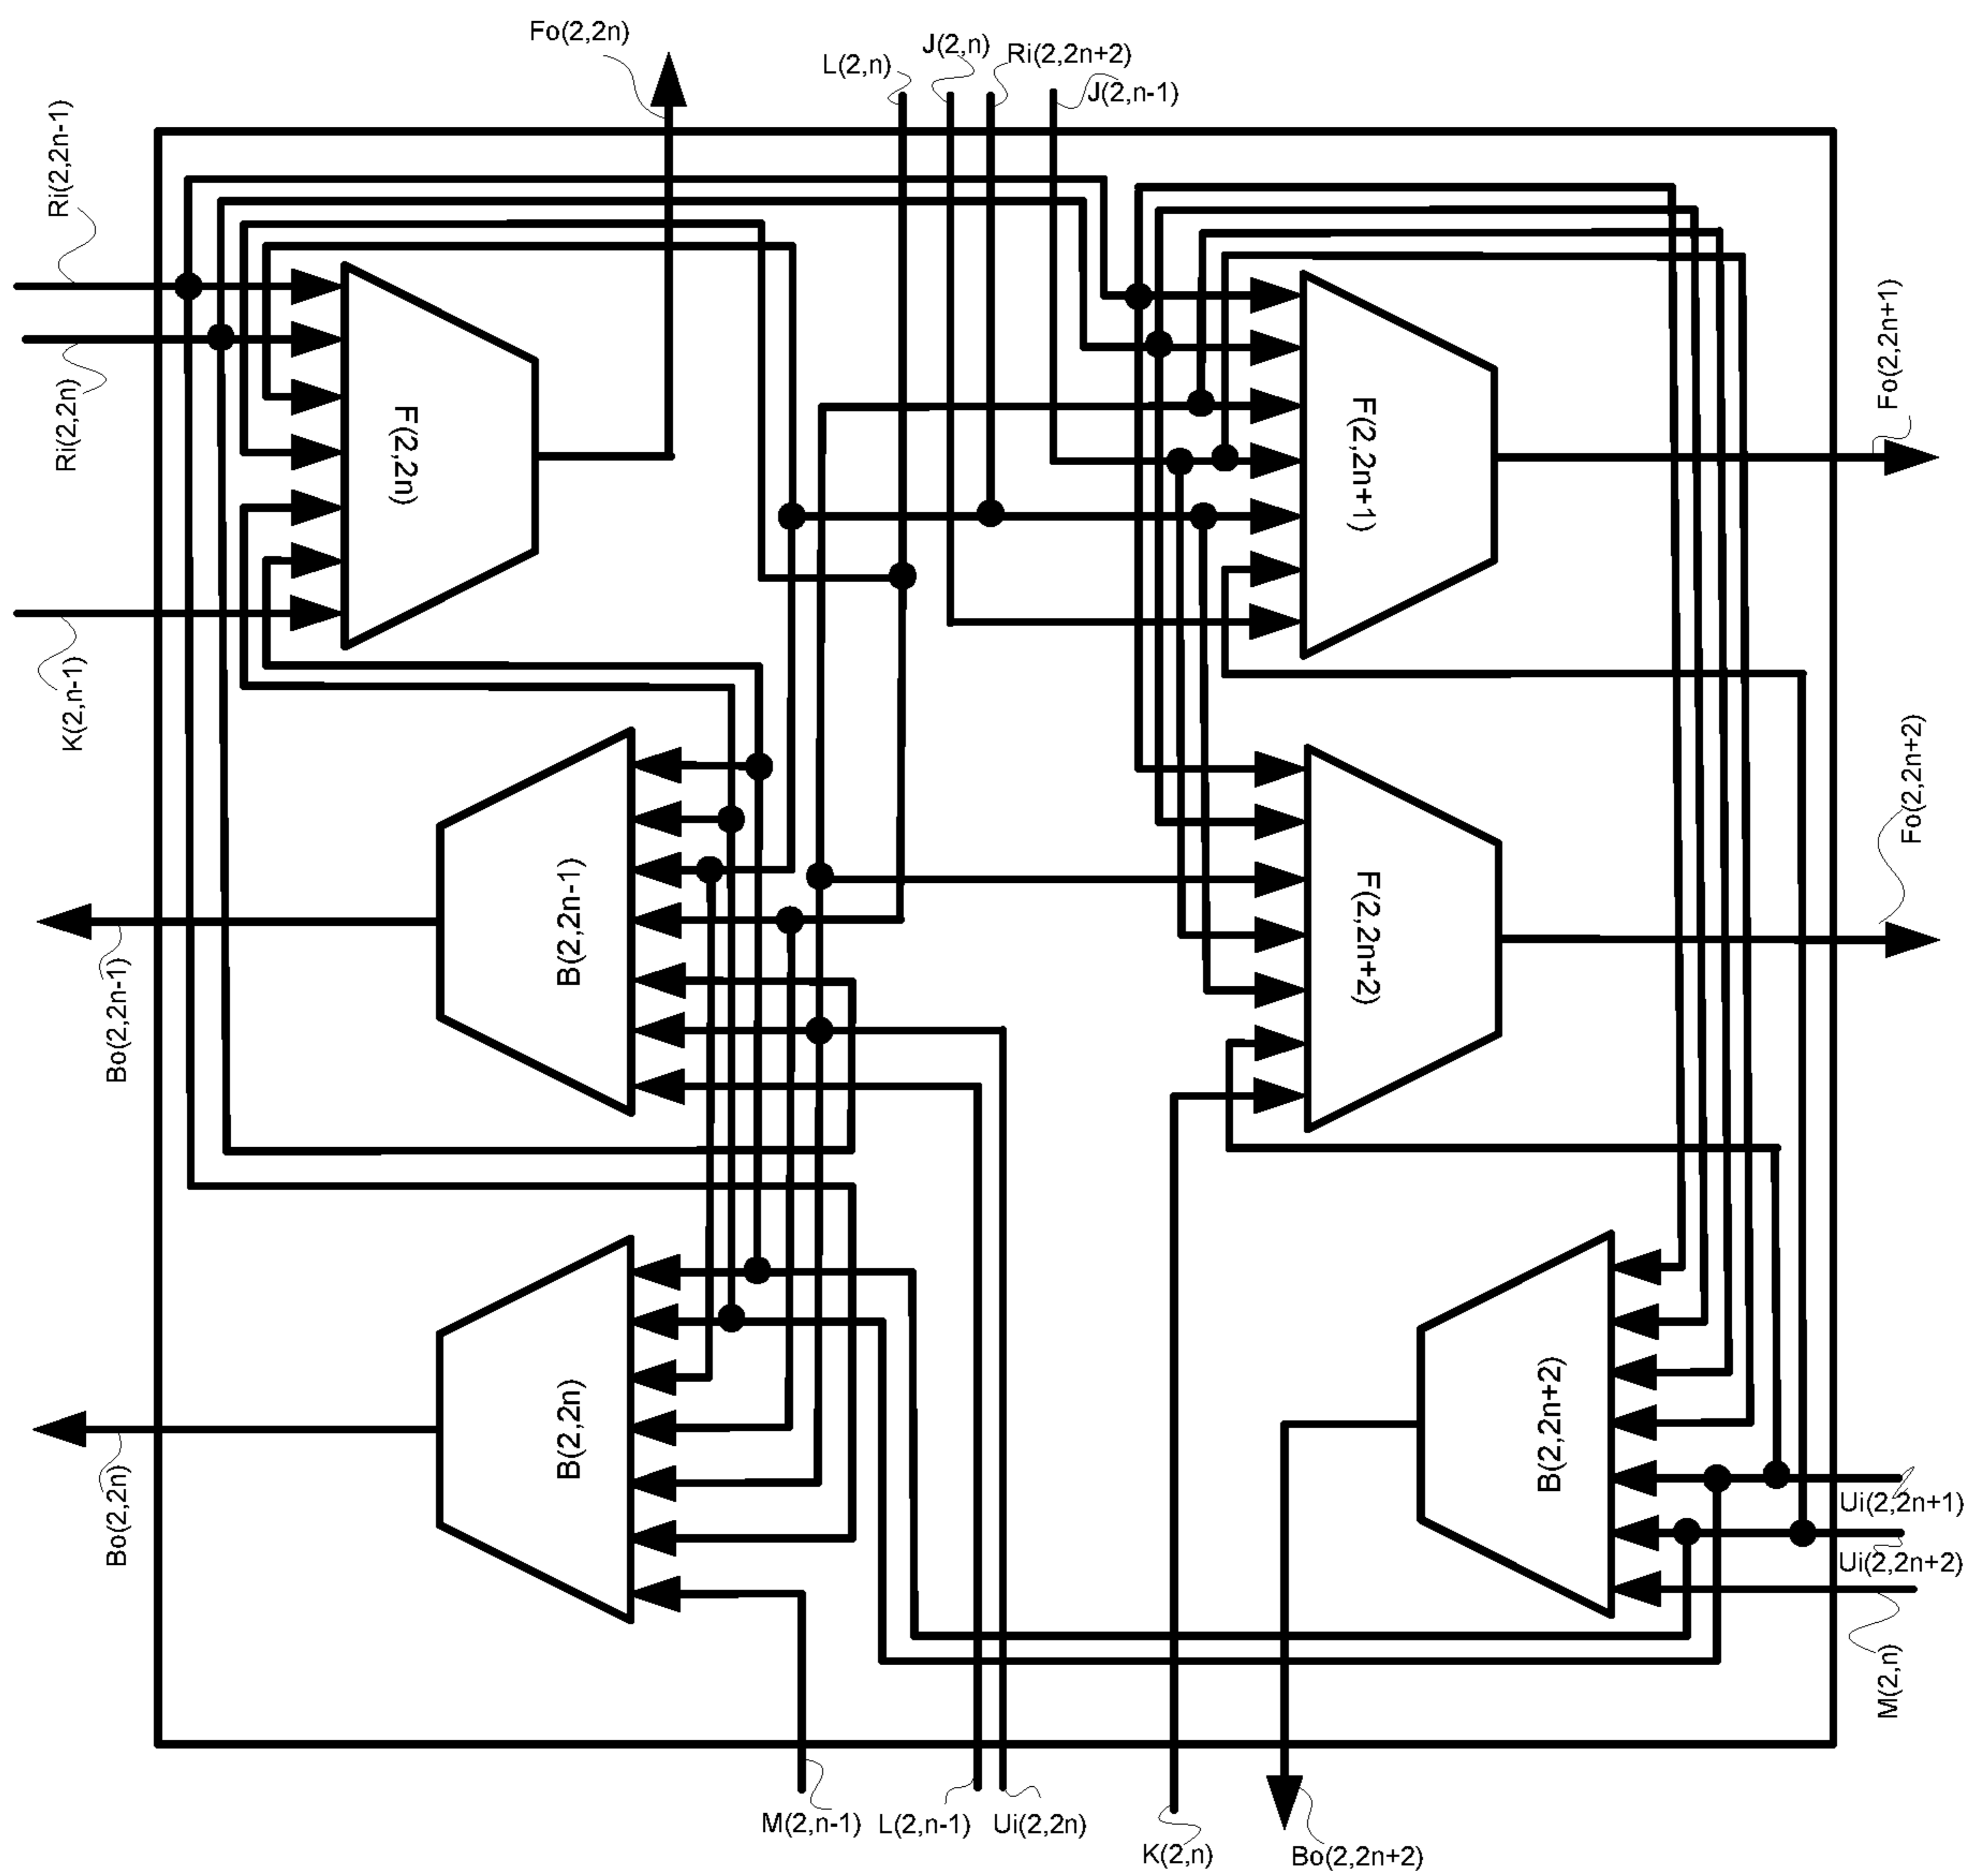 Fo(2,2n)
L(2,n)
J(2,n)
Ri(2,2n+2)
J(2,n-1)
Ri(2,2n-1)
Ri(2,2n)
K(2,n-1)
F(2,2n)
F(2,2n+1)
Fo(2,2n+1)
Fo(2,2n+2)
B(2,2n-1)
F(2,2n+2)
Bo(2,2n-1)
B(2,2n)
B(2,2n+2)
Bo(2,2n)
Ui(2,2n+1)
Ui(2,2n+2)
M(2,n)
M(2,n-1)
L(2,n-1)
Ui(2,2n)
K(2,n)
Bo(2,2n+2)